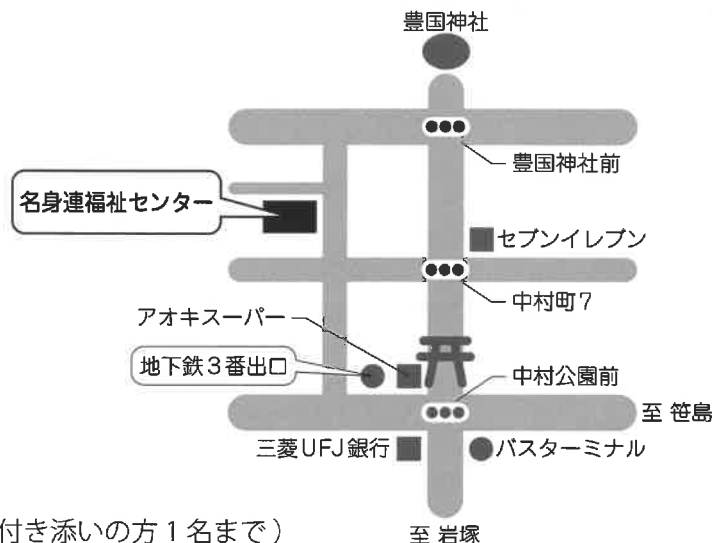 豊国神社
豊国神社前
名身連福祉センター
セブンイレブン
中村町7
アオキスーパー
地下鉄3番出口
中村公園前
至 笹島
三菱UFJ銀行
バスターミナル
付き添いの方1名まで)
至 岩塚